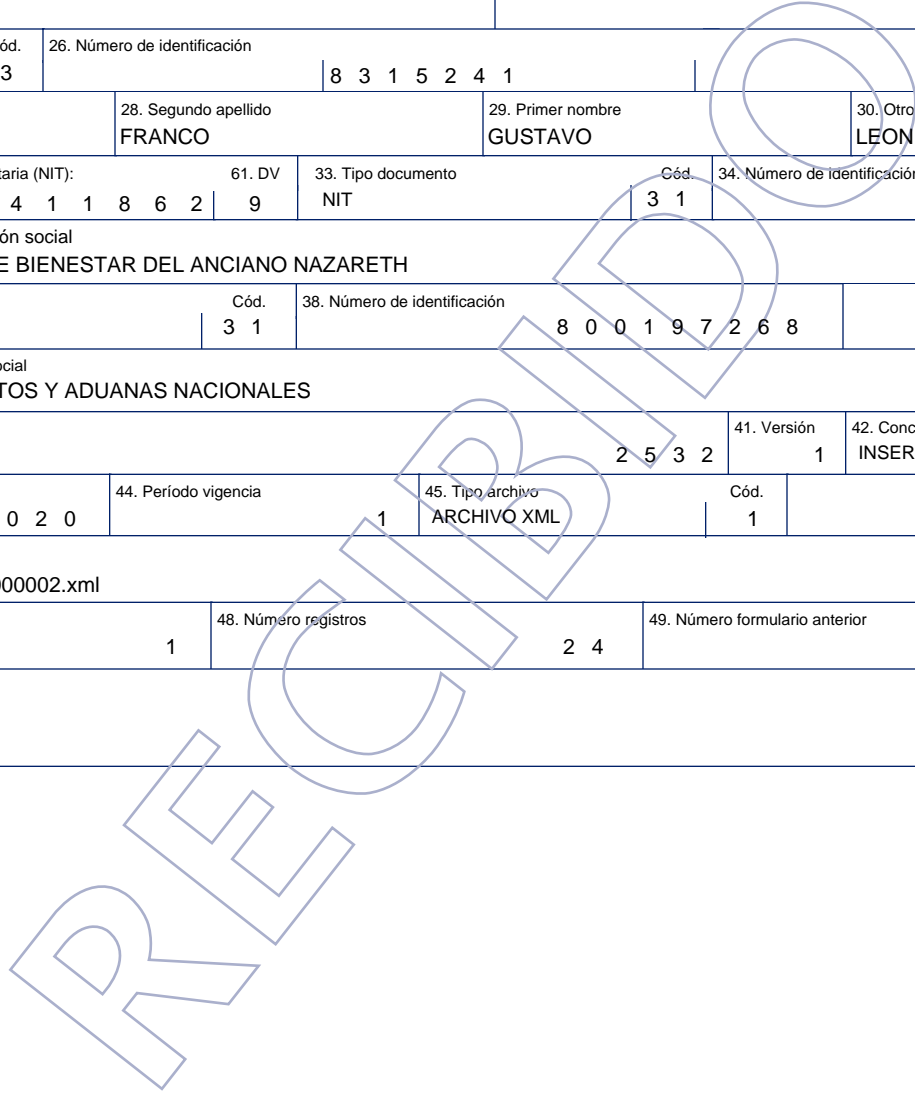 ód. 26. Número de identificación
3 8 3 1 5 2 4 1
28. Segundo apellido 29. Primer nombre 30. Otro
FRANCO GUSTAVO LEON
taria (NIT): 61. DV 33. Tipo documento Cód. 34. Número de identificación
4 1 1 8 6 2 9 NIT 3 1
ón social
E BIENESTAR DEL ANCIANO NAZARETH
Cód. 38. Número de identificación
3 1 8 0 0 1 9 7 2 6 8
ocial
TOS Y ADUANAS NACIONALES
41. Versión 42. Conc
2 5 3 2 1 INSER
44. Período vigencia 45. Tipo archivo Cód.
0 2 0 1 ARCHIVO XML 1
000002.xml
48. Número registros 49. Número formulario anterior
1 2 4
RECIBIDO